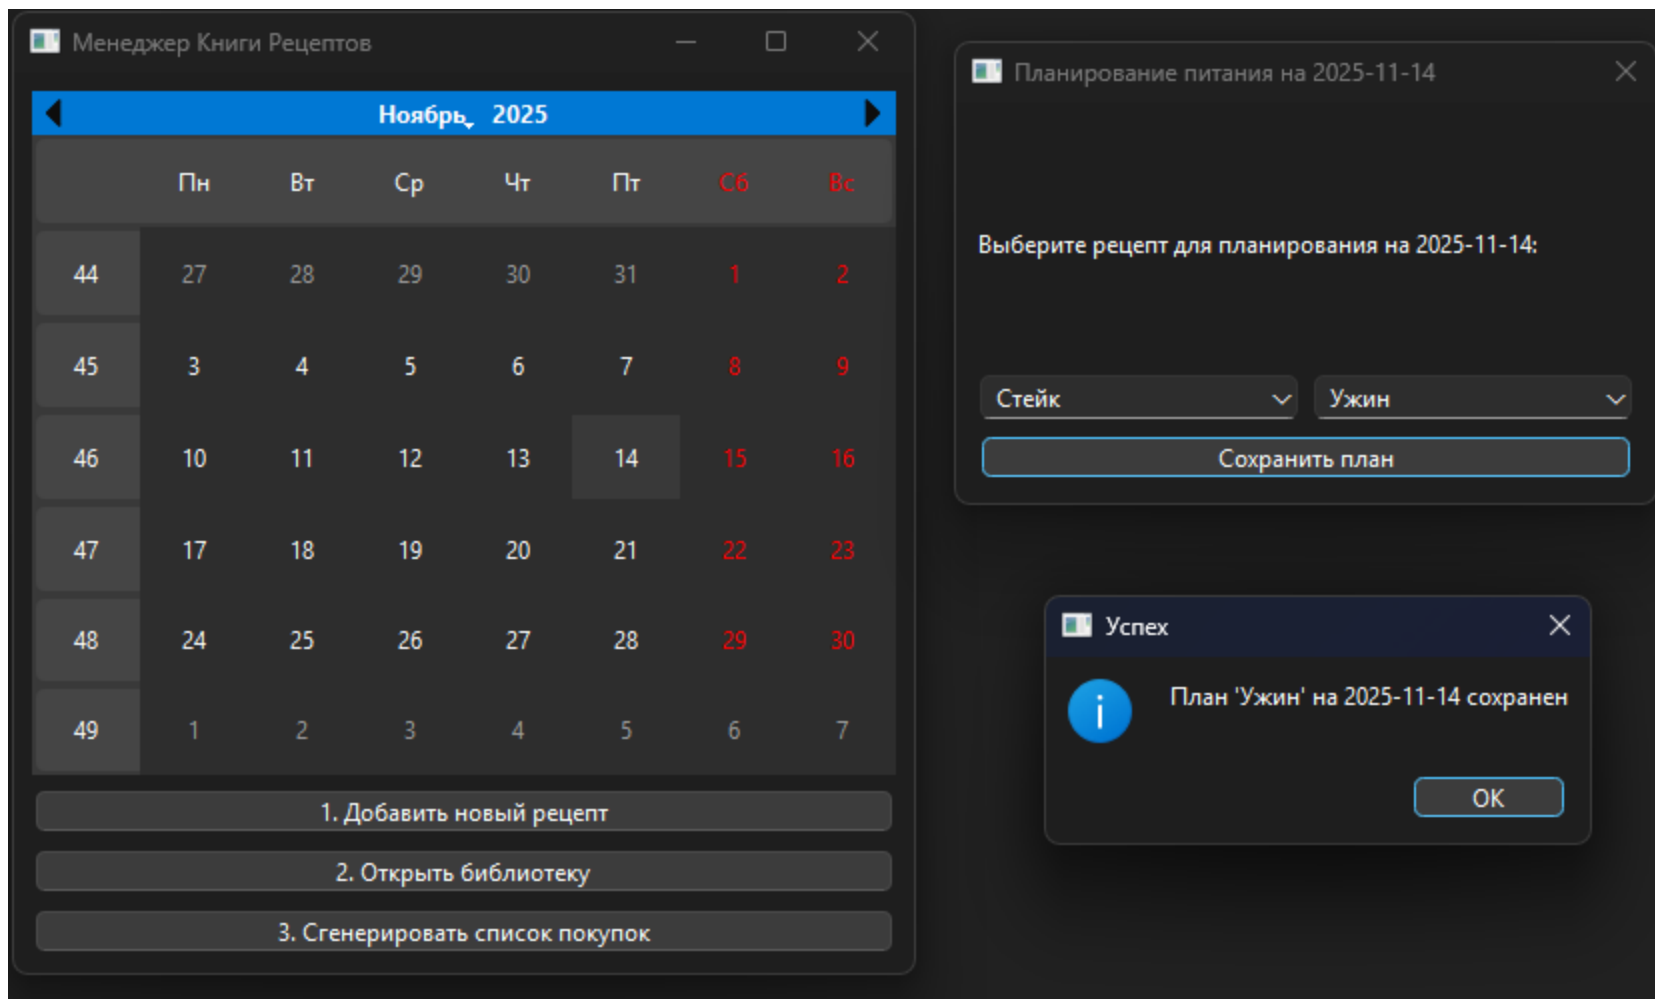 Менеджер Книги Рецептов
Ноябрь 2025
Пн Вт Ср Чт Пт Сб Вс
44 27 28 29 30 31 1 2
45 3 4 5 6 7 8 9
46 10 11 12 13 14 15 16
47 17 18 19 20 21 22 23
48 24 25 26 27 28 29 30
49 1 2 3 4 5 6 7
1. Добавить новый рецепт
2. Открыть библиотеку
3. Сгенерировать список покупок
Планирование питания на 2025-11-14
Выберите рецепт для планирования на 2025-11-14:
Стейк Ужин
Сохранить план
Успех
План 'Ужин' на 2025-11-14 сохранен
ОК